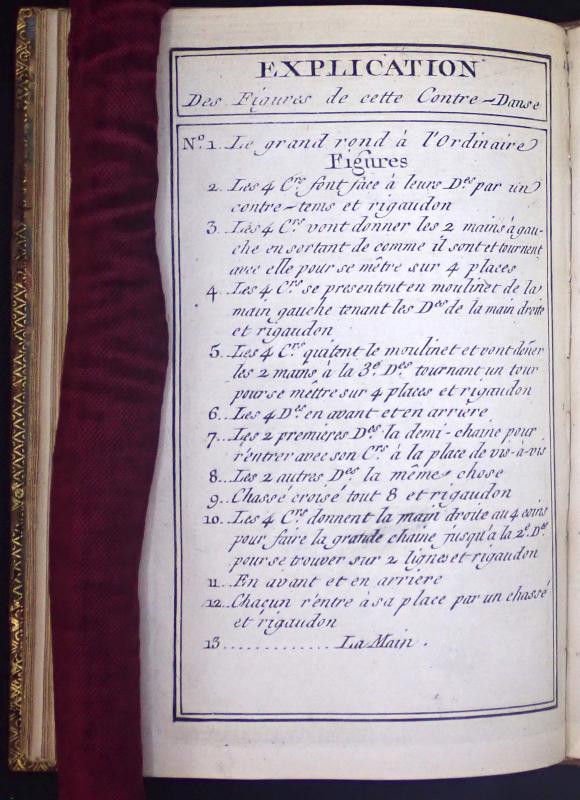 EXPLICATION
Des Figures de cette Contre-Danse
N.º 1.. Le grand rond à l'Ordinaire
Figures
2. Les 4 C.rs font face à leurs D.es par un
contre-tems et rigaudon
3. Les 4 C.rs vont donner les 2 mains à gau-
che en sortant de comme il sont et tournent
avec elle pour se mêtre sur 4 places
4. Les 4 C.rs se presentent en moulinet de la
main gauche tenant les D.es de la main droite
et rigaudon
5. Les 4 C.rs quitent le moulinet et vont doñer
les 2 mains à la 3.e D.es tournant un tour
pour se mêttre sur 4 places et rigaudon
6. Les 4 D.es en avant et en arriere
7.. Les 2 premieres D.es la demi-chaine pour
r'entrer avec son C.rs à la place de vis-à-vis
8.. Les 2 autres D.es la même chose
9.. Chassé croisé tout 8 et rigaudon
10. Les 4 C.rs donnent la main droite au 4 coins
pour faire la grande chaine jusqu'a la 2.e D.es
pour se trouver sur 2 lignes et rigaudon
11.. En avant et en arriere
12.. Chacun r'entre à sa place par un chassé
et rigaudon
13............. La Main.